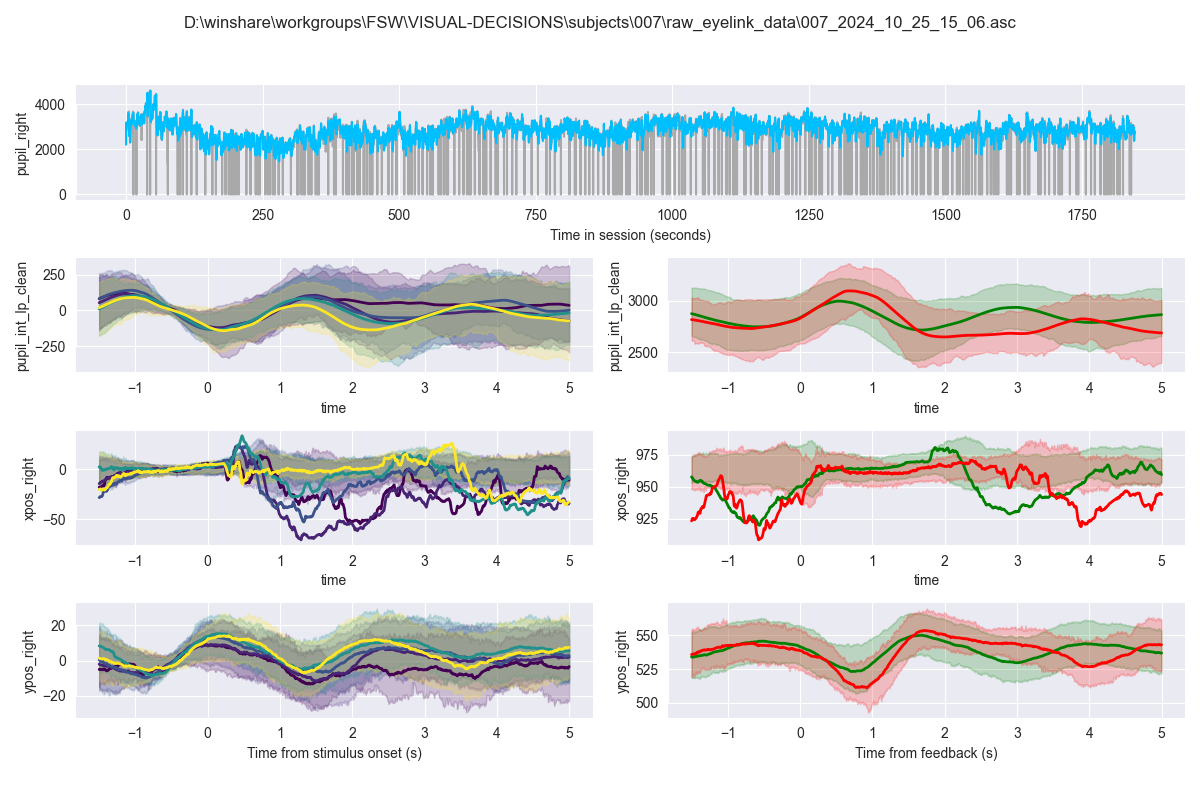 D:\winshare\workgroups\FSW\VISUAL-DECISIONS\subjects\007\raw_eyelink_data\007_2024_10_25_15_06.asc
pupil_right
4000
2000
0
0 250 500 750 1000 1250 1500 1750
Time in session (seconds)
pupil_int_lp_clean
250
0
−250
−1 0 1 2 3 4 5
time
pupil_int_lp_clean
3000
2500
−1 0 1 2 3 4 5
time
xpos_right
0
−50
−1 0 1 2 3 4 5
time
xpos_right
975
950
925
−1 0 1 2 3 4 5
time
ypos_right
20
0
−20
−1 0 1 2 3 4 5
Time from stimulus onset (s)
ypos_right
550
525
500
−1 0 1 2 3 4 5
Time from feedback (s)